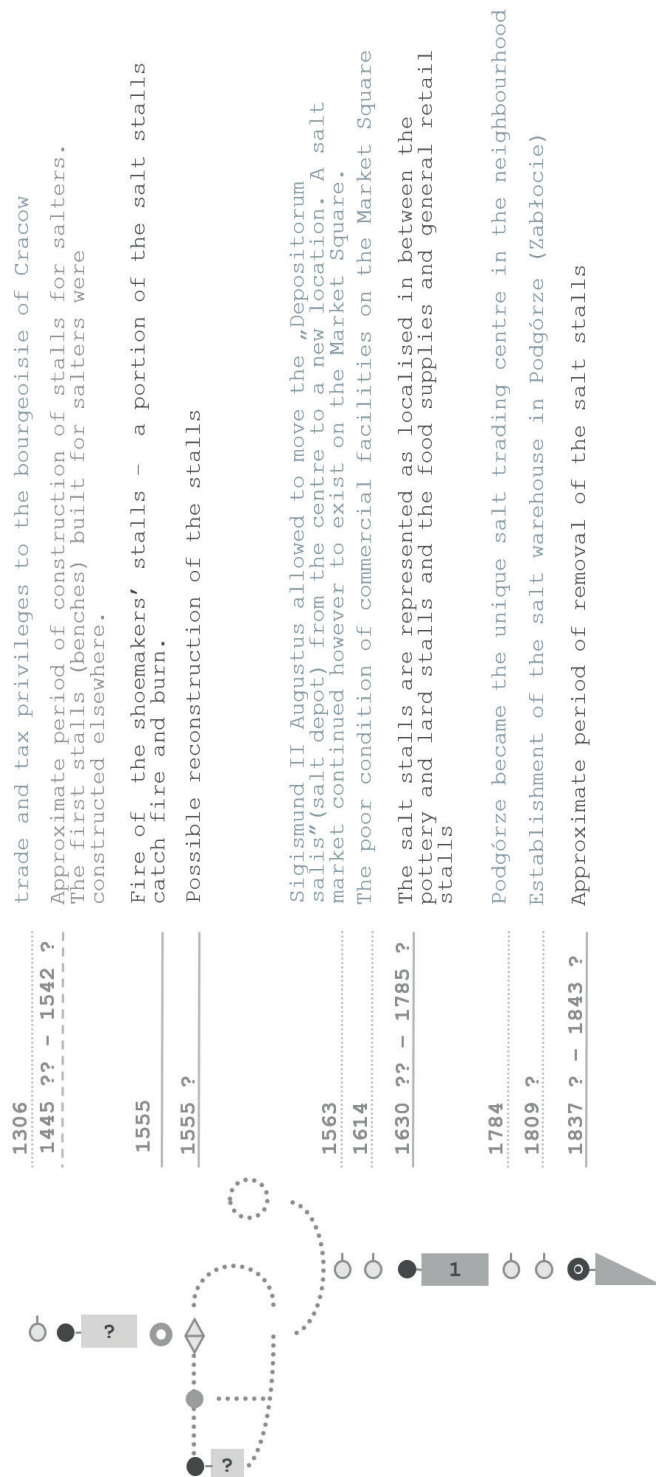 1306
trade and tax privileges to the bourgeoisie of Cracow
1445 ?? – 1542 ?
Approximate period of construction of stalls for salters.
The first stalls (benches) built for salters were
constructed elsewhere.
1555
Fire of the shoemakers' stalls – a portion of the salt stalls
catch fire and burn.
1555 ?
Possible reconstruction of the stalls
1563
Sigismund II Augustus allowed to move the „Depositorum
salis”(salt depot) from the centre to a new location. A salt
market continued however to exist on the Market Square.
1614
The poor condition of commercial facilities on the Market Square
1630 ?? – 1785 ?
The salt stalls are represented as localised in between the
pottery and lard stalls and the food supplies and general retail
stalls
1784
Podgórze became the unique salt trading centre in the neighbourhood
1809 ?
Establishment of the salt warehouse in Podgórze (Zabłocie)
1837 ? – 1843 ?
Approximate period of removal of the salt stalls
?
?
1